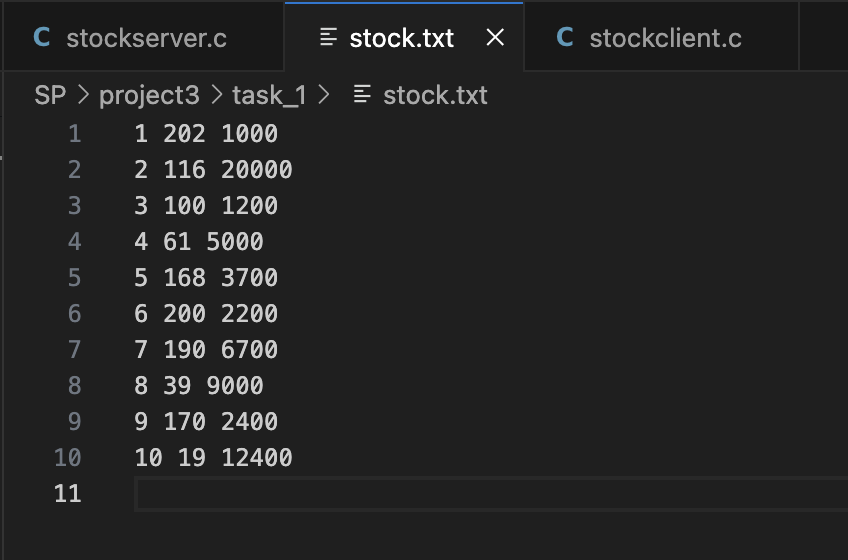 C stockserver.c stock.txt × C stockclient.c
SP > project3 > task_1 > stock.txt
1 1 202 1000
2 2 116 20000
3 3 100 1200
4 4 61 5000
5 5 168 3700
6 6 200 2200
7 7 190 6700
8 8 39 9000
9 9 170 2400
10 10 19 12400
11